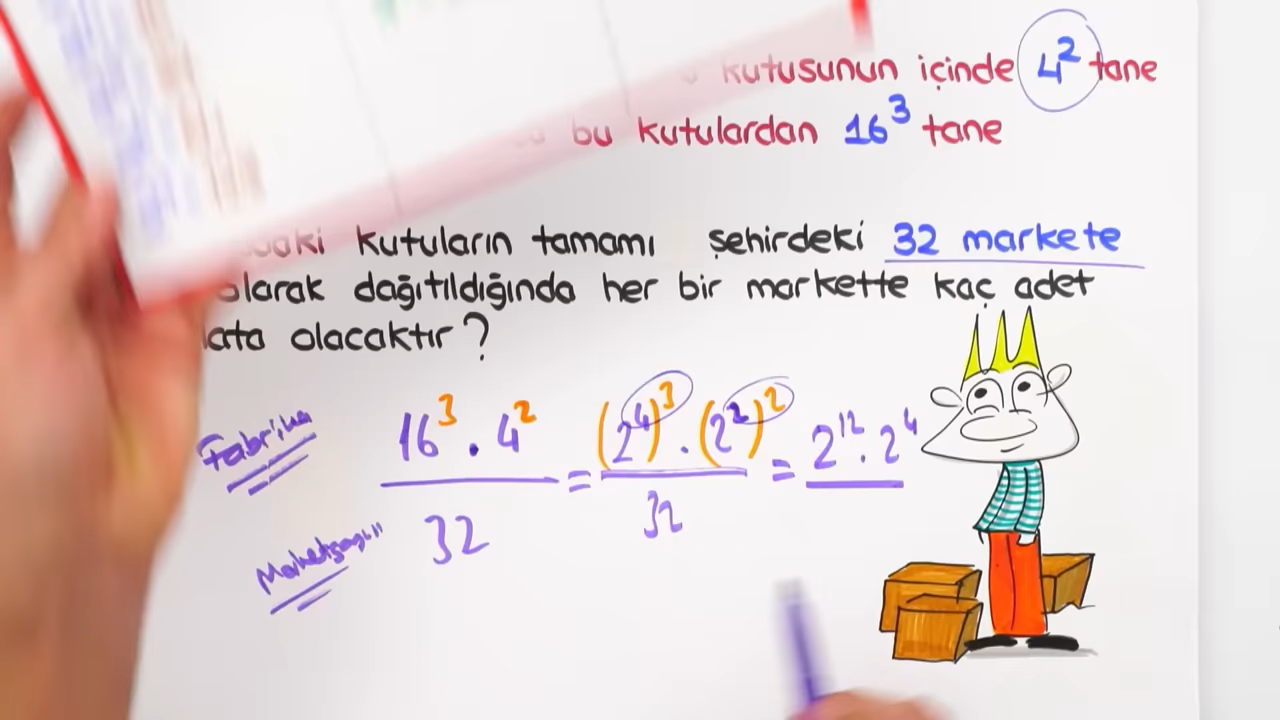 kutusunun içinde 4² tane
bu kutulardan 16³ tane
kutuların tamamı şehirdeki 32 markete
olarak dağıtıldığında her bir markette kaç adet
olacaktır?
Fabrika
16³ . 4² / 32 = (2⁴)³ . (2²)² / 32 = 2¹² . 2⁴